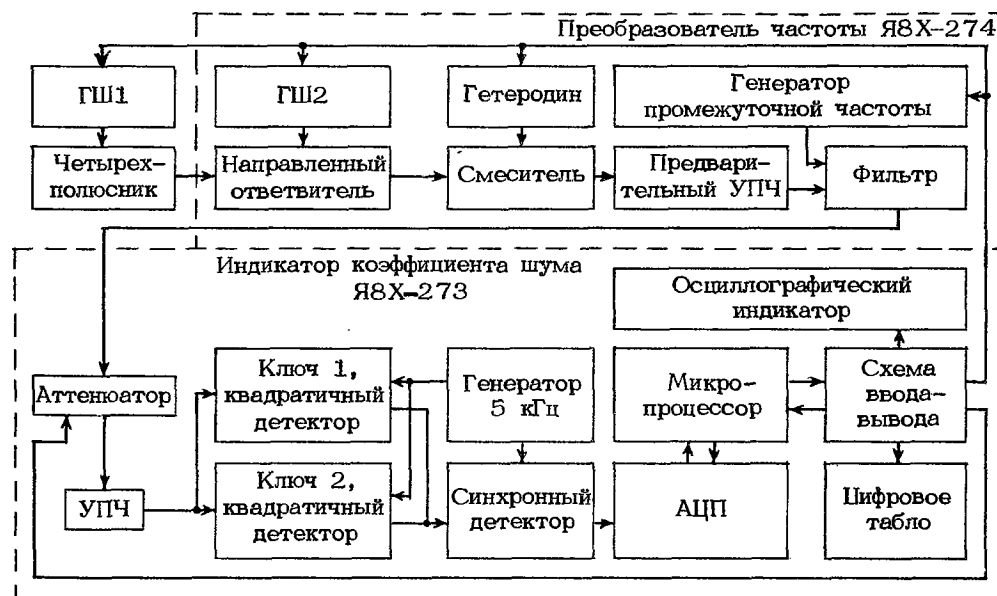 Преобразователь частоты Я8Х-274
ГШ1
ГШ2
Гетеродин
Генератор
промежуточной частоты
Четырех-
полюсник
Направленный
ответвитель
Смеситель
Предвари-
тельный УПЧ
Фильтр
Индикатор коэффициента шума
Я8Х-273
Осциллографический
индикатор
Аттенюатор
Ключ 1,
квадратичный
детектор
Генератор
5 кГц
Микро-
процессор
Схема
ввода-
вывода
УПЧ
Ключ 2,
квадратичный
детектор
Синхронный
детектор
АЦП
Цифровое
табло